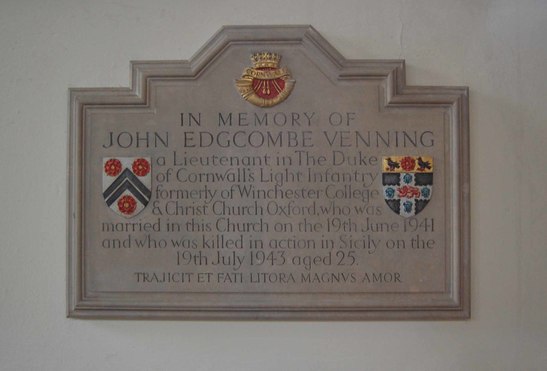 CORNWALL
IN MEMORY OF
JOHN EDGCOMBE VENNING
a Lieutenant in The Duke
of Cornwall's Light Infantry
formerly of Winchester College
& Christ Church Oxford, who was
married in this Church on the 19th June 1941
and who was killed in action in Sicily on the
19th July 1943 aged 25.
TRAJICIT ET FATI LITORA MAGNVS AMOR